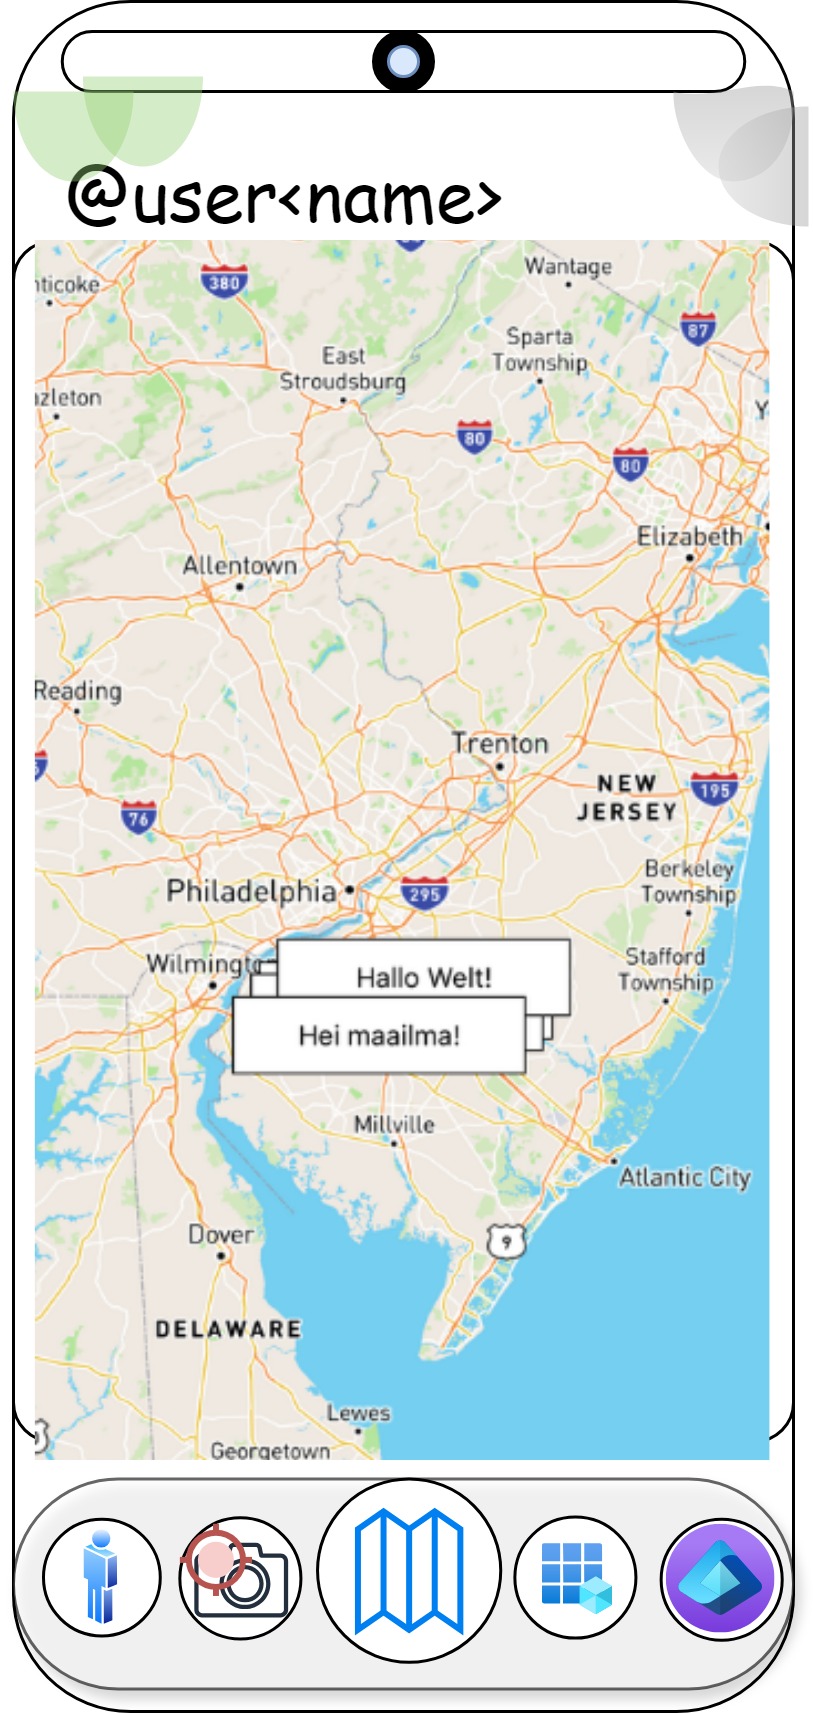 @user<name>
Wantage
nticoke
380
87
Sparta
Township
East
Stroudsburg
azleton
80
80
Elizabeth
Allentown
Reading
Trenton
NEW
JERSEY
195
76
Berkeley
Township
Philadelphia
295
Stafford
Township
Wilmingto
Hallo Welt!
Hei maailma!
Millville
Atlantic City
Dover
9
DELAWARE
Lewes
Georgetown